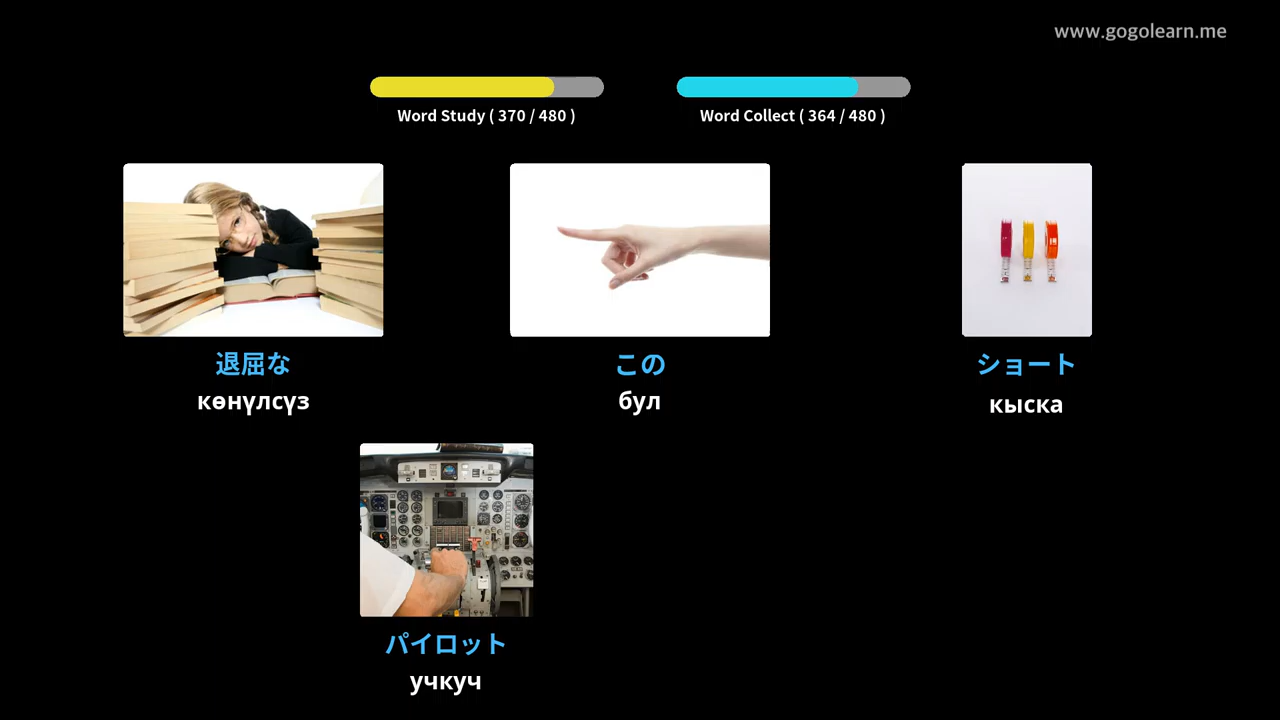 www.gogolearn.me
Word Study ( 370 / 480 )
Word Collect ( 364 / 480 )
退屈な
көнүлсүз
この
бул
ショート
кыска
パイロット
учкуч